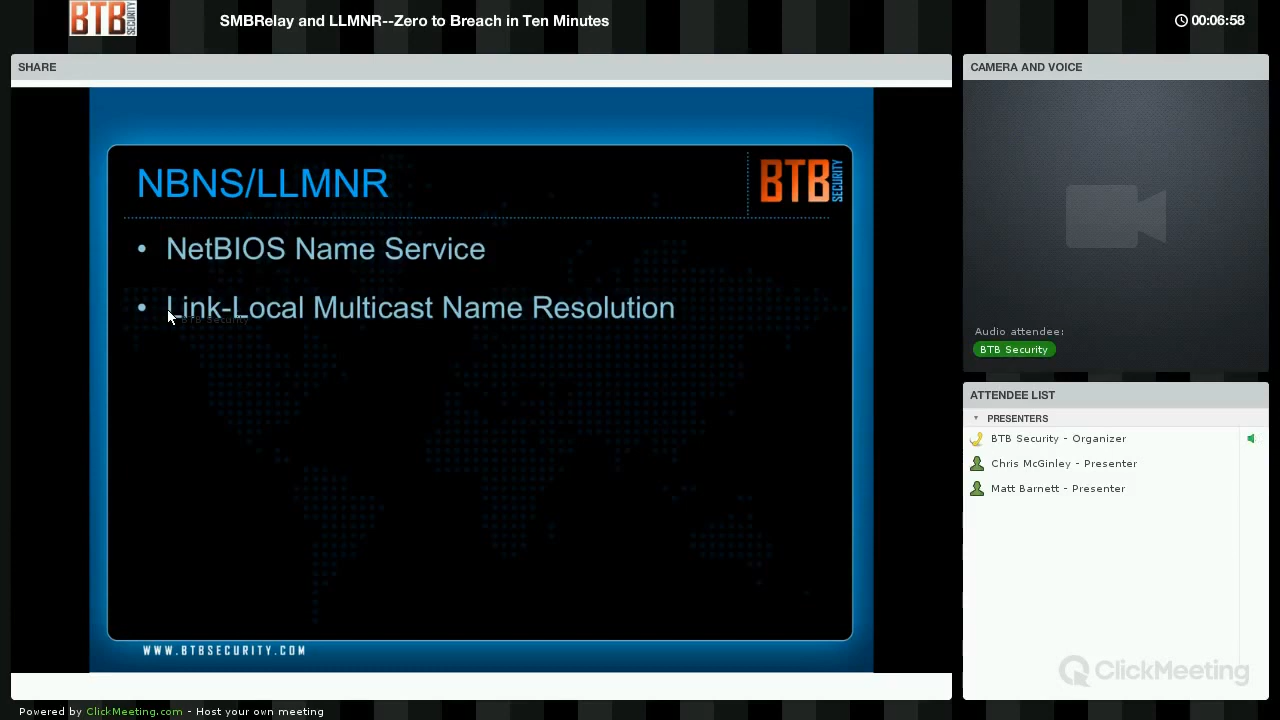 BTB SECURITY
SMBRelay and LLMNR--Zero to Breach in Ten Minutes
00:06:58
SHARE
NBNS/LLMNR
BTB SECURITY
• NetBIOS Name Service
• Link-Local Multicast Name Resolution
BTB Security
WWW.BTBSECURITY.COM
CAMERA AND VOICE
Audio attendee:
BTB Security
ATTENDEE LIST
PRESENTERS
BTB Security - Organizer
Chris McGinley - Presenter
Matt Barnett - Presenter
ClickMeeting
Powered by ClickMeeting.com - Host your own meeting